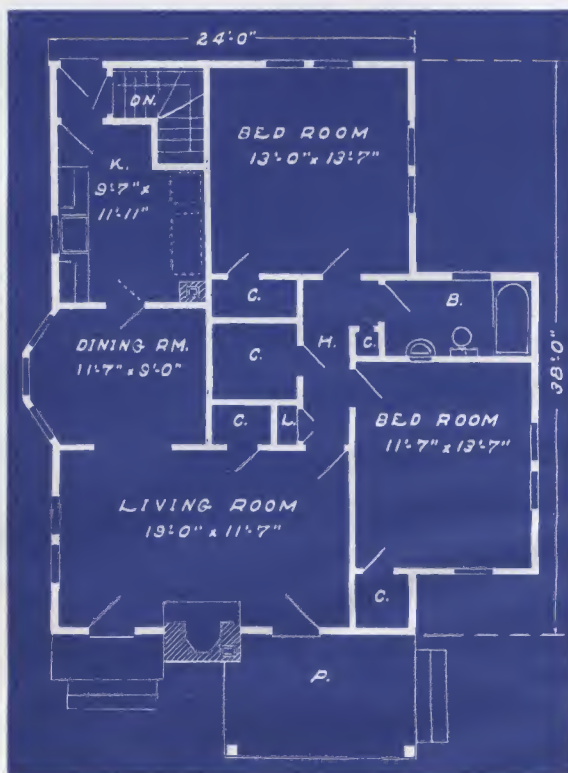 24'-0"
DN.
BED ROOM
13'-0" x 13'-7"
K.
9'-7" x
11'-11"
C.
B.
DINING RM.
11'-7" x 9'-0"
H.
C.
C.
38'-0"
C.
L.
BED ROOM
11'-7" x 13'-7"
LIVING ROOM
19'-0" x 11'-7"
C.
P.